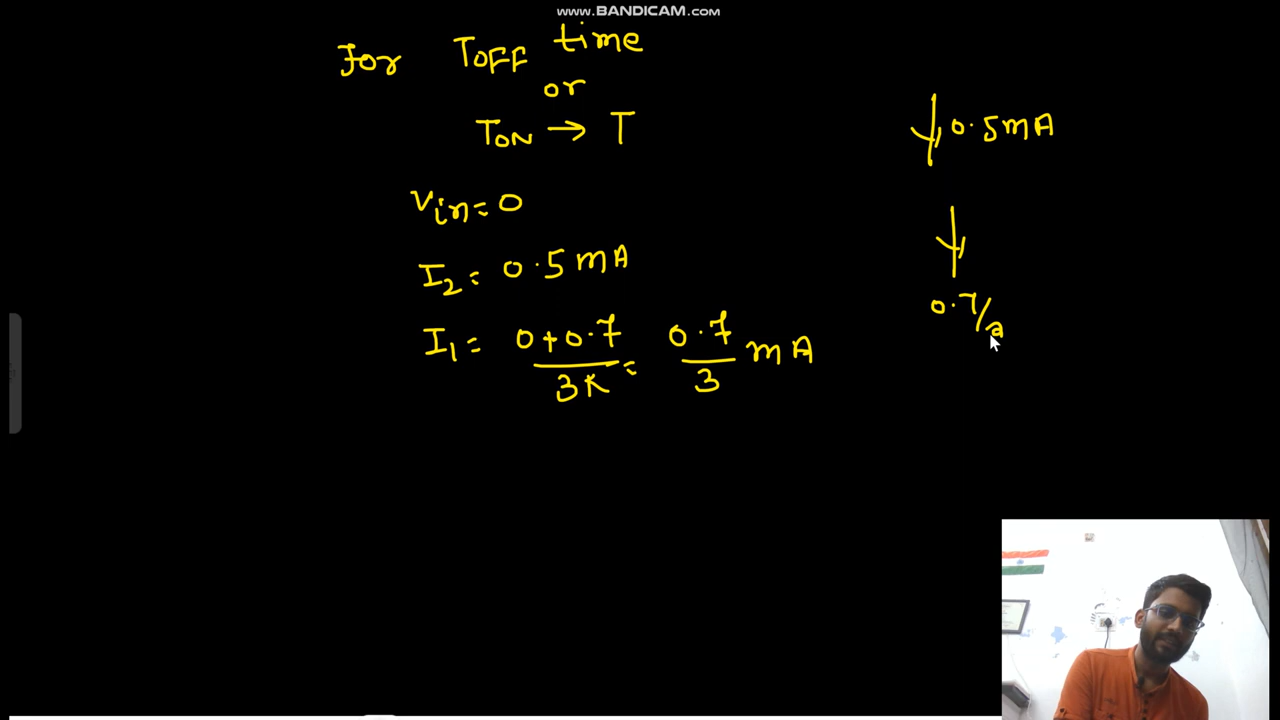 WWW.BANDICAM.COM
For TOFF time
or
TON → T
Vin = 0
I2 = 0.5 mA
I1 = 0+0.7/3K = 0.7/3 mA
0.5mA
0.7/